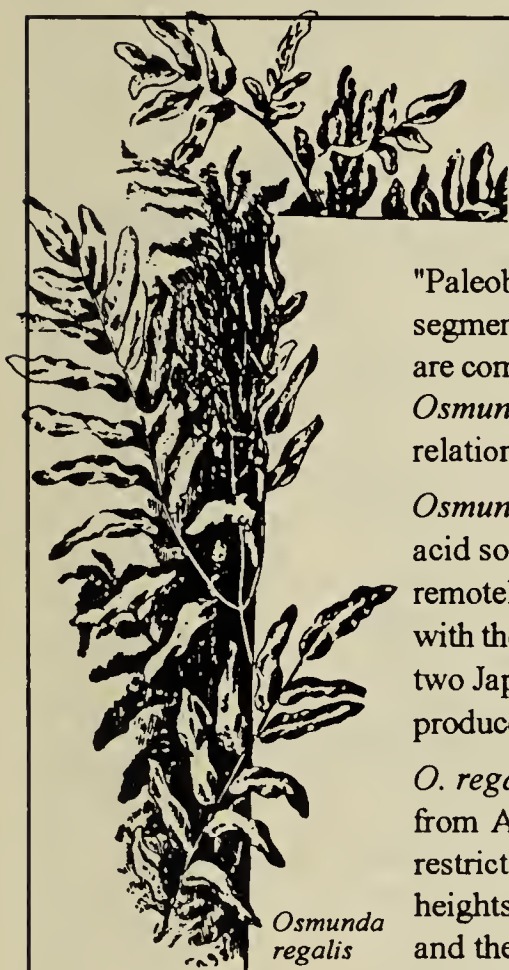 "Paleob
segmer
are com
Osmun
relation
Osmun
acid so
remotel
with the
two Jap
produc
O. rega
from A
restrict
heights
and the
Osmunda
regalis